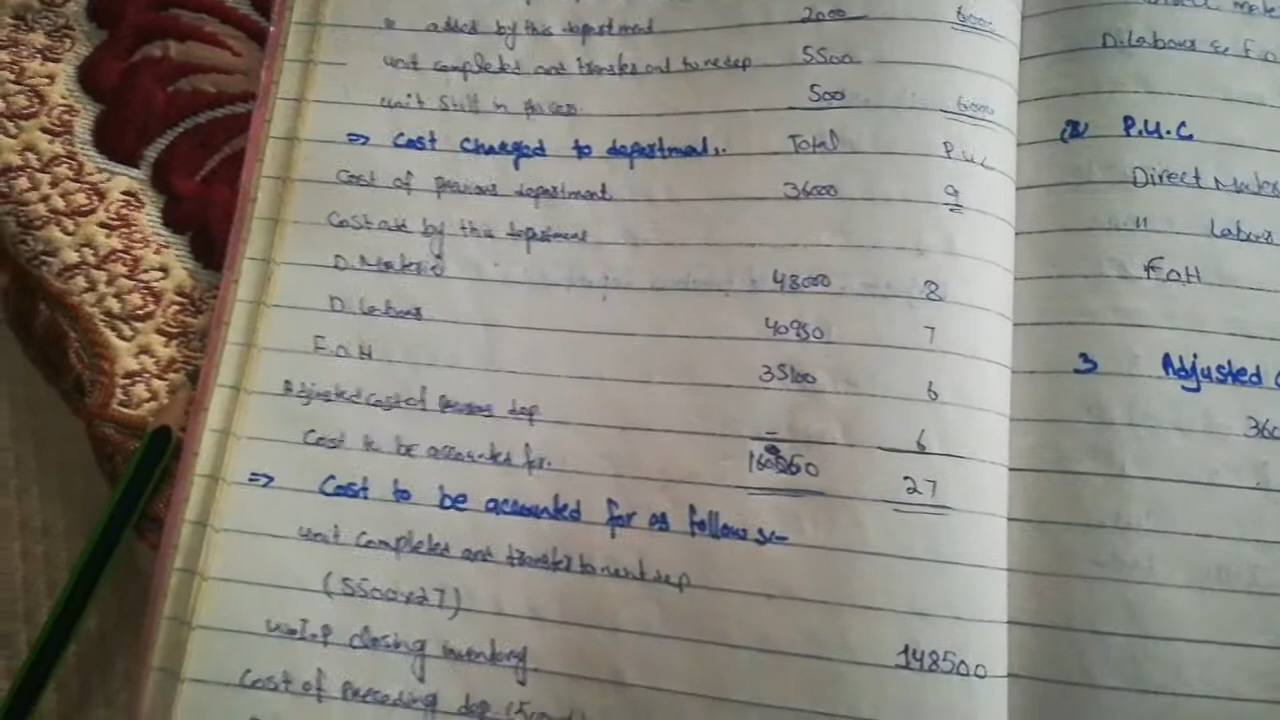 added by this department 2000 6000
unit completed and transfer out to ne dep 5500
unit still in process 500 6000
⇒ Cost Charged to department:. Total P.U.C
Cost of previous department 36000 9
Cost add by this department
D. Material 48000 8
D. Labour 40950 7
F.O.H 35100 6
Adjusted cost of previous dep - 6
Cost to be accounted for. 160050 27
⇒ Cost to be accounted for as follows:-
unit Completed and transfer to next dep
(5500x27) 148500
W.I.P closing inventory.
Cost of Preceding dep
D. Labour & F.O
P.U.C
Direct Mate
" Labour
F.O.H
3 Adjusted C
360